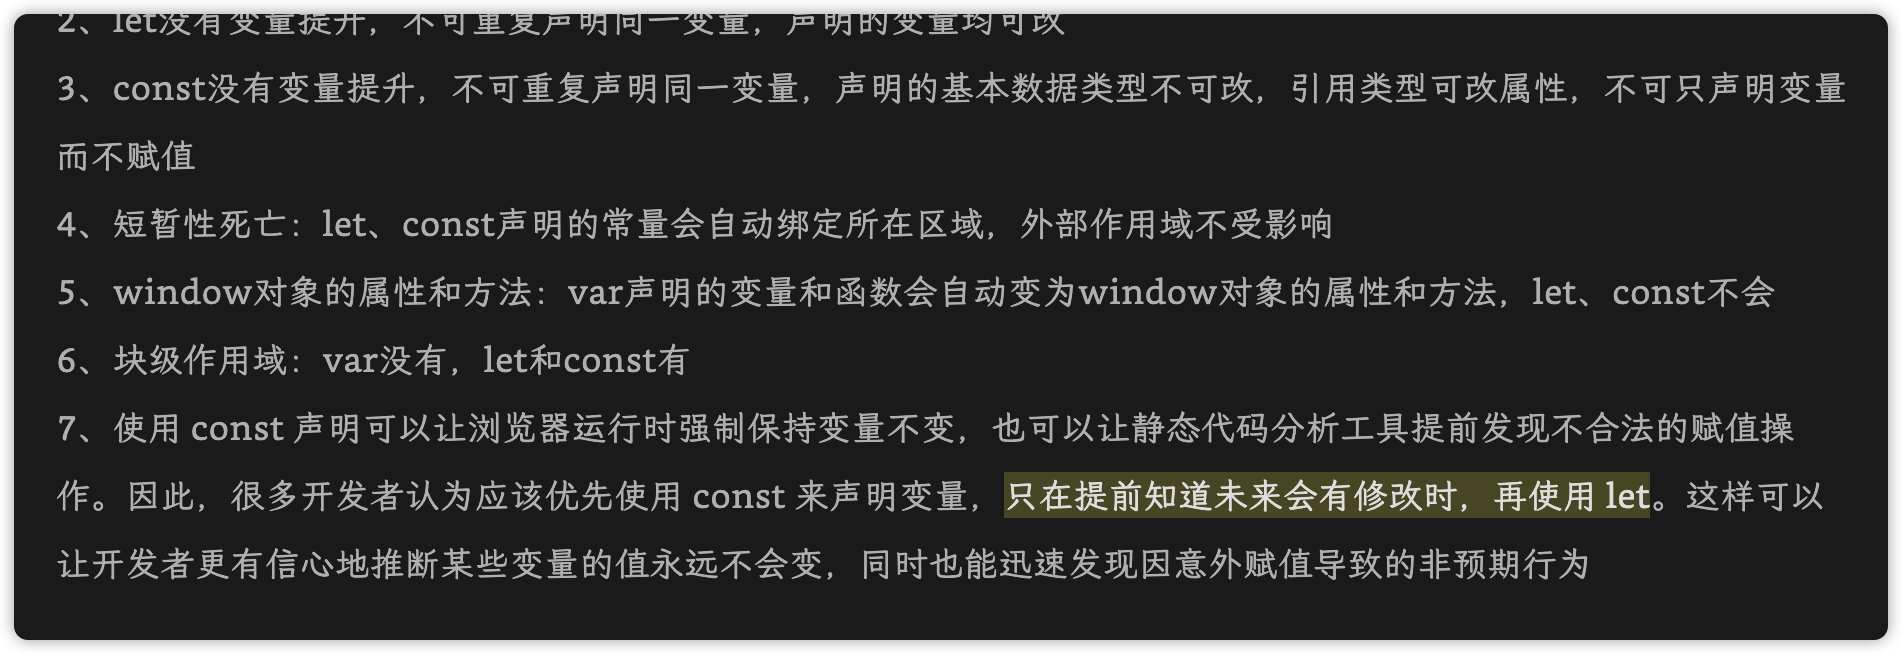 2、let没有变量提升，不可重复声明同一变量，声明的变量均可改
3、const没有变量提升，不可重复声明同一变量，声明的基本数据类型不可改，引用类型可改属性，不可只声明变量
而不赋值
4、短暂性死亡：let、const声明的常量会自动绑定所在区域，外部作用域不受影响
5、window对象的属性和方法：var声明的变量和函数会自动变为window对象的属性和方法，let、const不会
6、块级作用域：var没有，let和const有
7、使用 const 声明可以让浏览器运行时强制保持变量不变，也可以让静态代码分析工具提前发现不合法的赋值操
作。因此，很多开发者认为应该优先使用 const 来声明变量，只在提前知道未来会有修改时，再使用 let。这样可以
让开发者更有信心地推断某些变量的值永远不会变，同时也能迅速发现因意外赋值导致的非预期行为